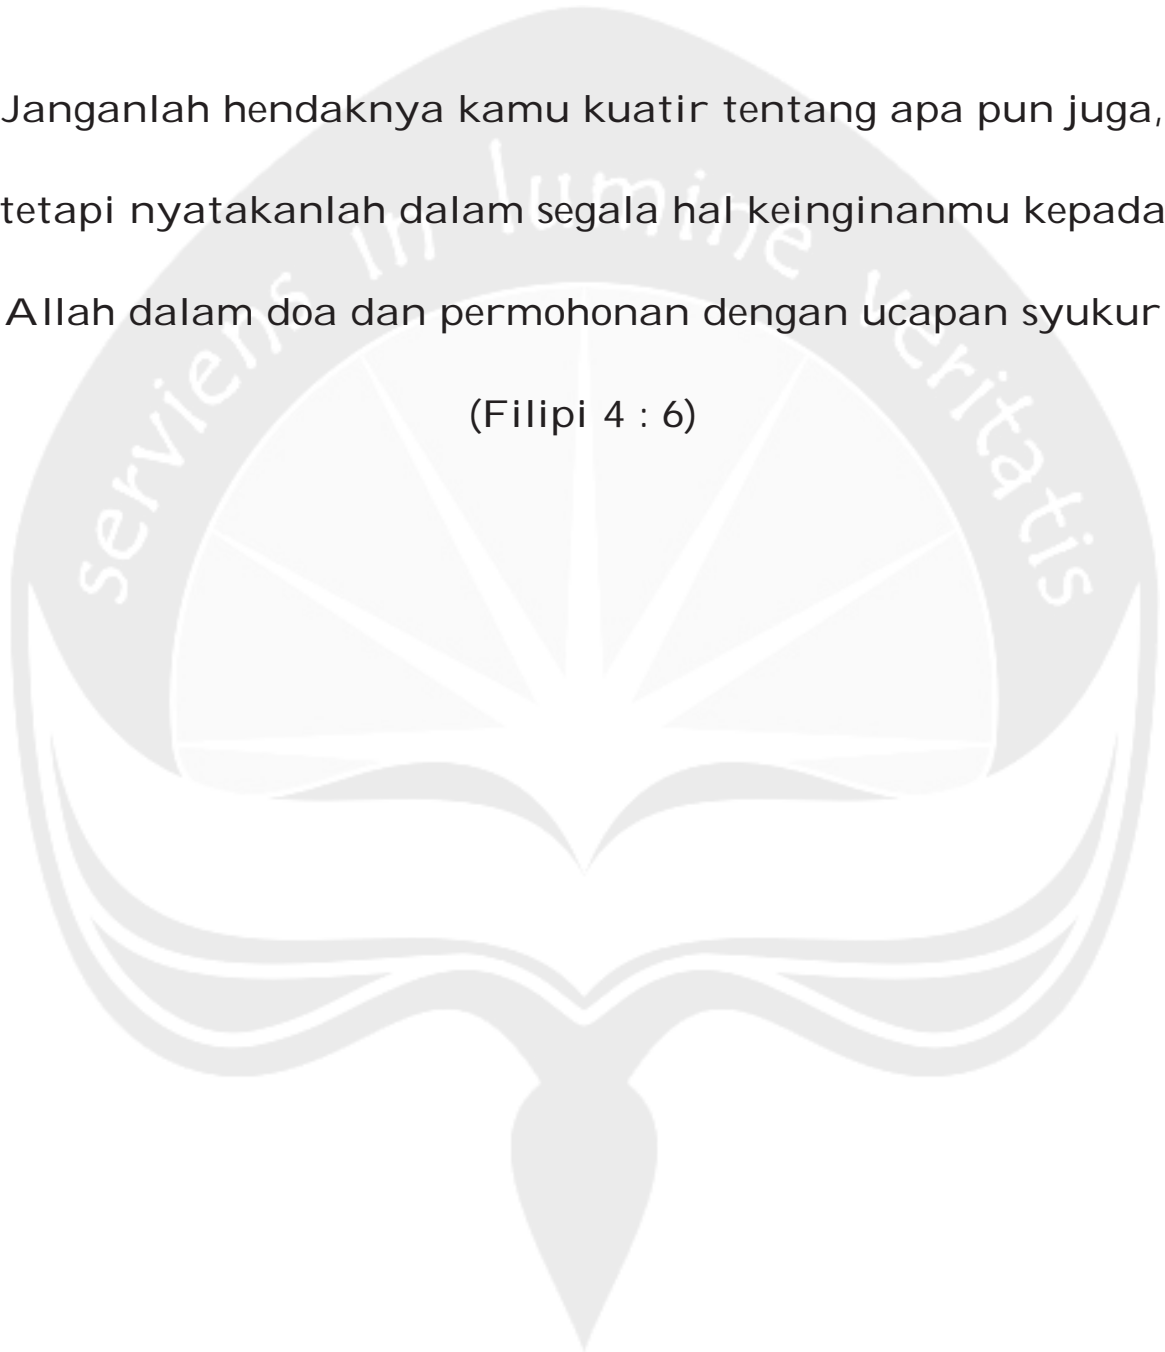 Janganlah hendaknya kamu kuatir tentang apa pun juga,
tetapi nyatakanlah dalam segala hal keinginanmu kepada
Allah dalam doa dan permohonan dengan ucapan syukur
(Filipi 4 : 6)
serviens in lumine veritatis